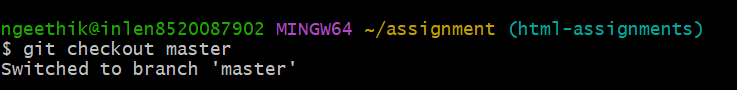 ngeethik@inlen8520087902 MINGW64 ~/assignment (html-assignments)
$ git checkout master
Switched to branch 'master'